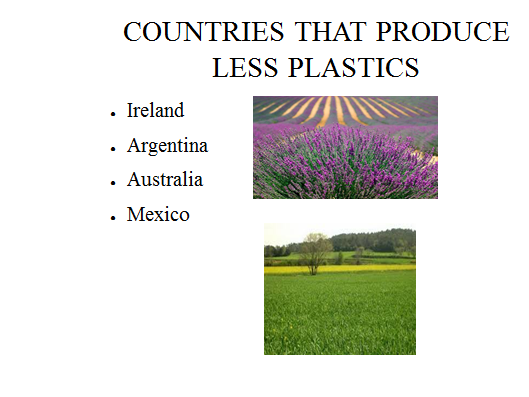 COUNTRIES THAT PRODUCE
LESS PLASTICS
• Ireland
• Argentina
• Australia
• Mexico